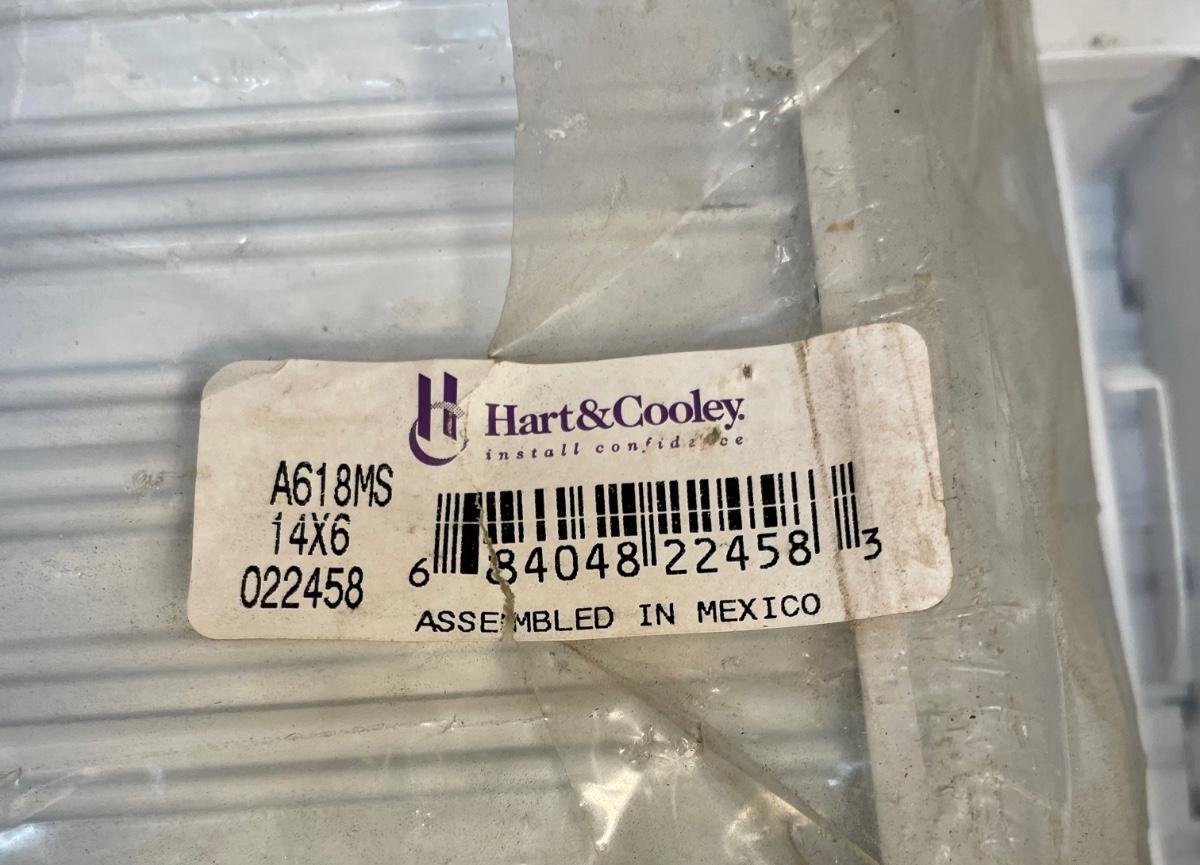 Hart&Cooley.
install confidence
A618MS
14X6
022458
6 84048 22458 3
ASSEMBLED IN MEXICO